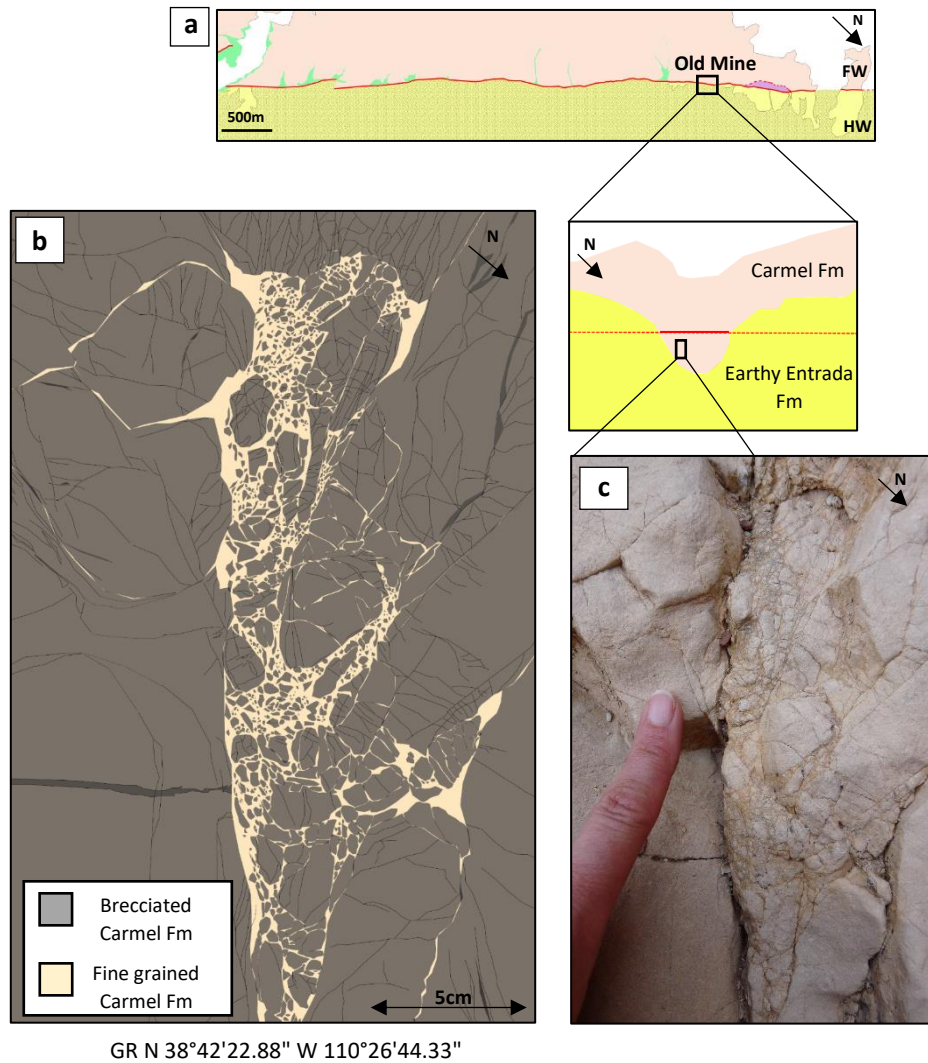 a
N
Old Mine
FW
500m
HW
b
N
N
Carmel Fm
Earthy Entrada
Fm
c
N
Brecciated
Carmel Fm
Fine grained
Carmel Fm
5cm
GR N 38°42'22.88" W 110°26'44.33"